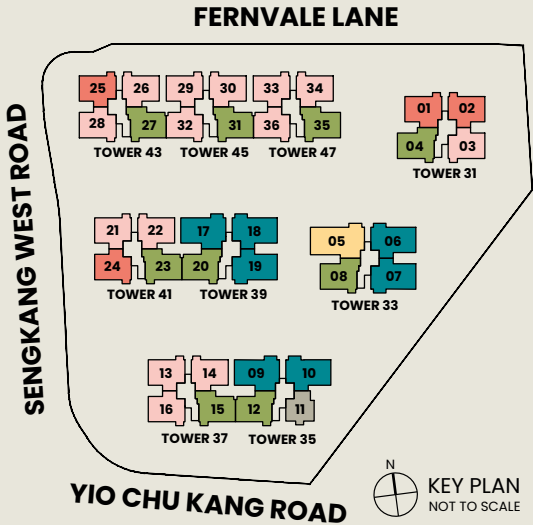 FERNVALE LANE
SENGKANG WEST ROAD
25 26 29 30 33 34
28 27 32 31 36 35
TOWER 43 TOWER 45 TOWER 47
01 02
04 03
TOWER 31
21 22 17 18
24 23 20 19
TOWER 41 TOWER 39
05 06
08 07
TOWER 33
13 14 09 10
16 15 12 11
TOWER 37 TOWER 35
YIO CHU KANG ROAD
N
KEY PLAN
NOT TO SCALE